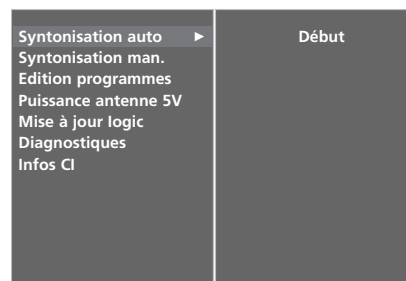 Syntonisation auto ►
Début
Syntonisation man.
Edition programmes
Puissance antenne 5V
Mise à jour logic
Diagnostiques
Infos CI